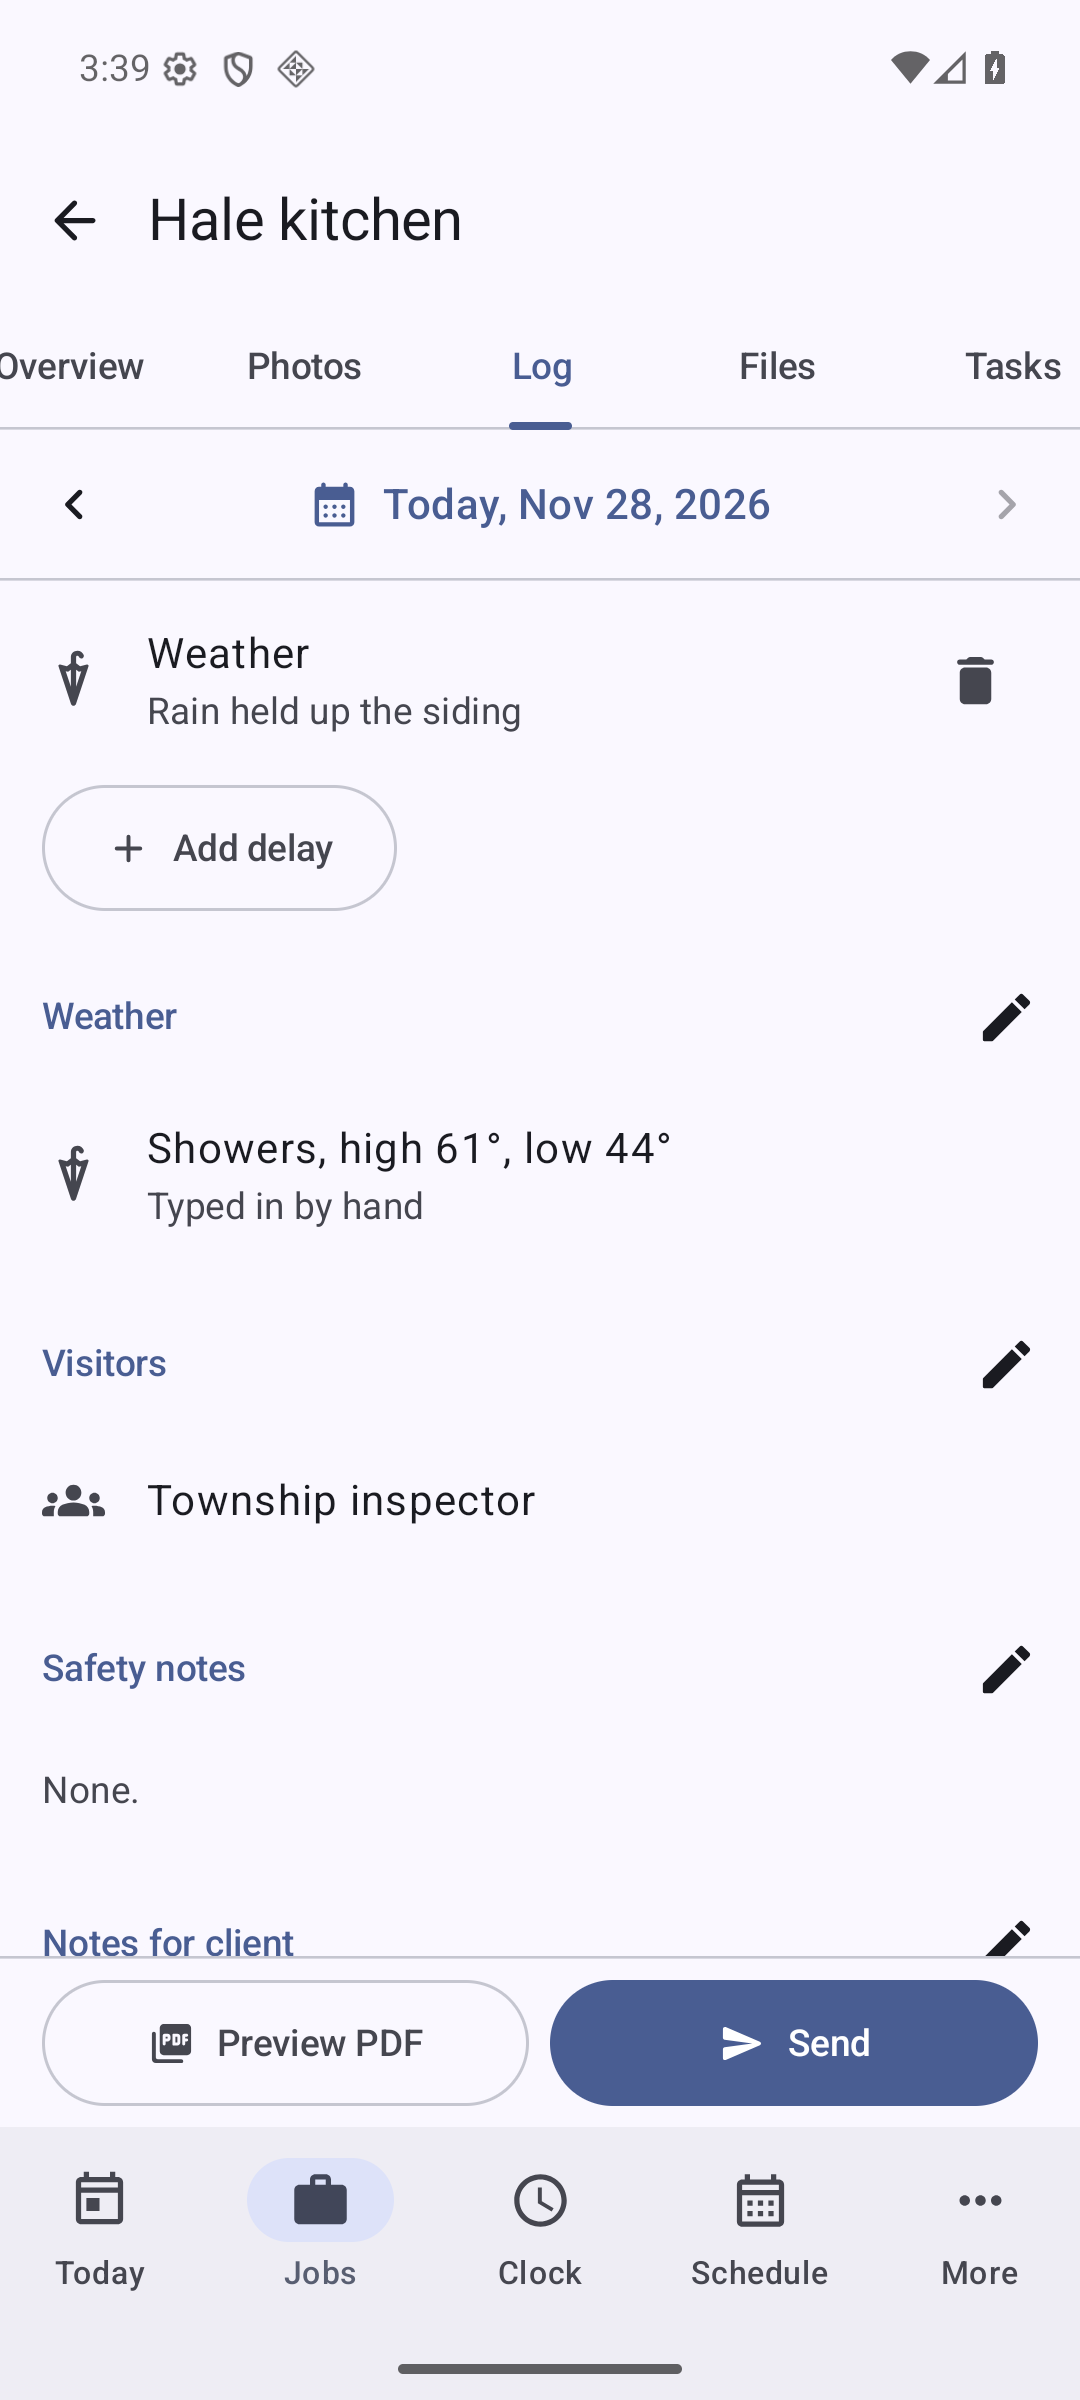 3:39
Hale kitchen
Overview Photos Log Files Tasks
Today, Nov 28, 2026
Weather
Rain held up the siding
Add delay
Weather
Showers, high 61°, low 44°
Typed in by hand
Visitors
Township inspector
Safety notes
None.
Notes for client
PDF Preview PDF Send
Today Jobs Clock Schedule More